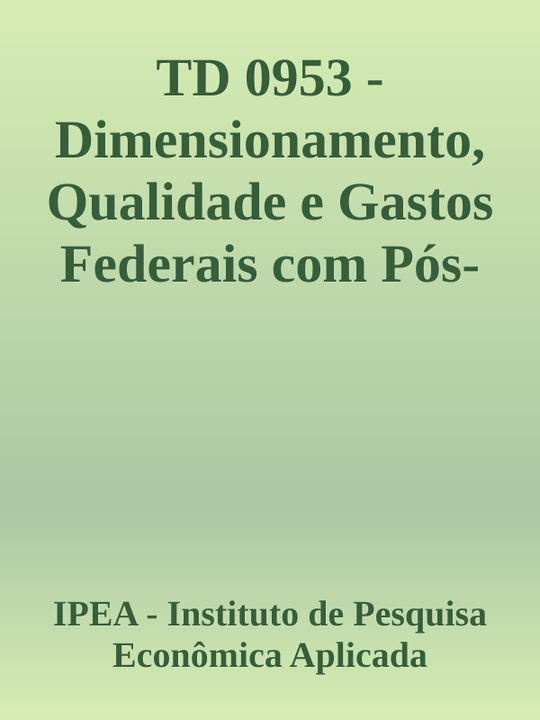 TD 0953 -
Dimensionamento,
Qualidade e Gastos
Federais com Pós-
IPEA - Instituto de Pesquisa
Econômica Aplicada